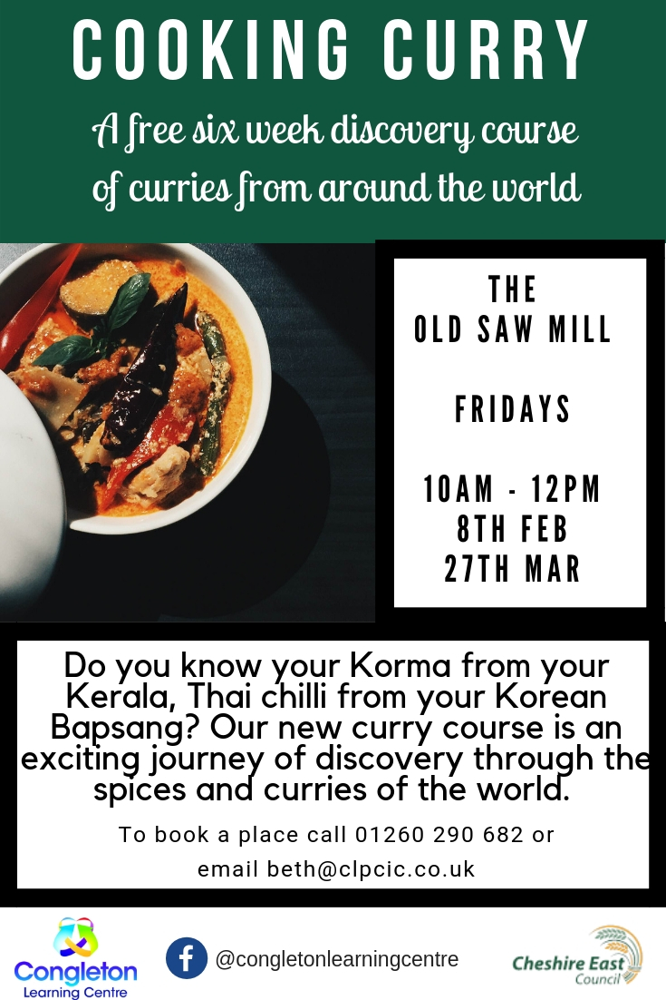 COOKING CURRY
A free six week discovery course
of curries from around the world
THE
OLD SAW MILL
FRIDAYS
10AM - 12PM
8TH FEB
27TH MAR
Do you know your Korma from your
Kerala, Thai chilli from your Korean
Bapsang? Our new curry course is an
exciting journey of discovery through the
spices and curries of the world.
To book a place call 01260 290 682 or
email beth@clpcic.co.uk
Congleton
Learning Centre
f @congletonlearningcentre
Cheshire East
Council